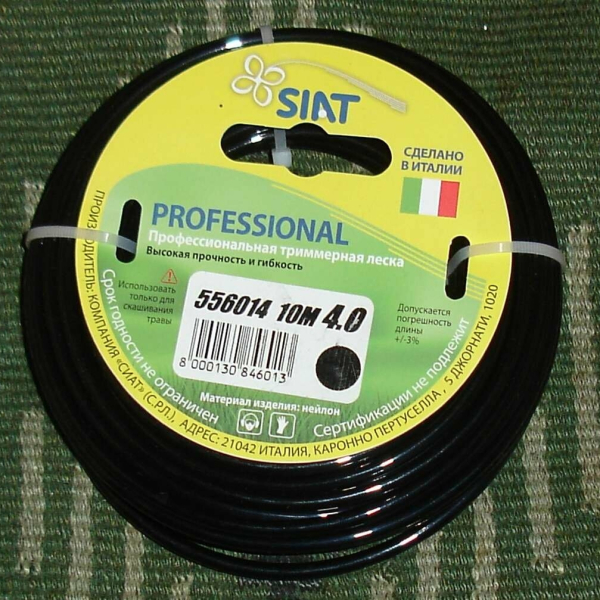 SIAT
СДЕЛАНО
В ИТАЛИИ
PROFESSIONAL
Профессиональная триммерная леска
Высокая прочность и гибкость
Использовать
только для
скашивания
травы
556014 10М 4.0
8 000130 846013
Допускается
погрешность
длины
+/-3%
Материал изделия: нейлон
Срок годности не ограничен
Сертификации не подлежит
ПРОИЗВОДИТЕЛЬ: КОМПАНИЯ «СИАТ» (С.Р.Л.), АДРЕС: 21042 ИТАЛИЯ, КАРОННО ПЕРТУСЕЛЛА, 5 ДЖОРНАТИ, 1020